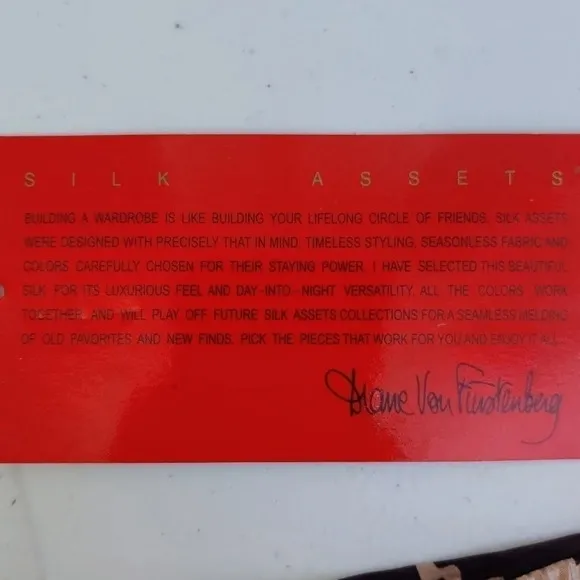 SILK ASSETS
BUILDING A WARDROBE IS LIKE BUILDING YOUR LIFELONG CIRCLE OF FRIENDS. SILK ASSETS
WERE DESIGNED WITH PRECISELY THAT IN MIND. TIMELESS STYLING, SEASONLESS FABRIC AND
COLORS CAREFULLY CHOSEN FOR THEIR STAYING POWER. I HAVE SELECTED THIS BEAUTIFUL
SILK FOR ITS LUXURIOUS FEEL AND DAY-INTO-NIGHT VERSATILITY. ALL THE COLORS WORK
TOGETHER, AND WILL PLAY OFF FUTURE SILK ASSETS COLLECTIONS FOR A SEAMLESS MELDING
OF OLD FAVORITES AND NEW FINDS. PICK THE PIECES THAT WORK FOR YOU AND ENJOY IT ALL.
Diane Von Furstenberg